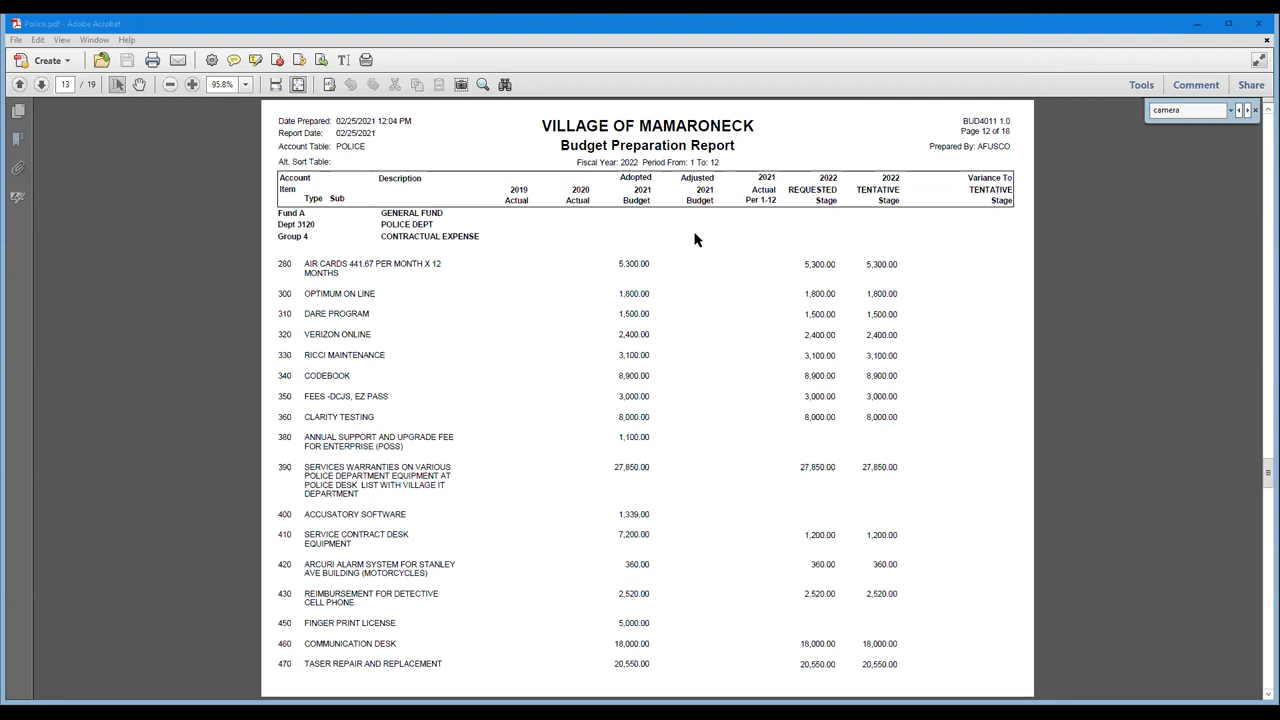 Police.pdf - Adobe Acrobat
File Edit View Window Help
Create
13 / 19 95.8% Tools Comment Share
camera
Date Prepared: 02/25/2021 12:04 PM VILLAGE OF MAMARONECK BUD4011 1.0
Report Date: 02/25/2021 Budget Preparation Report Page 12 of 18
Account Table: POLICE Prepared By: AFUSCO
Alt. Sort Table: Fiscal Year: 2022 Period From: 1 To: 12
Account Description Adopted Adjusted 2021 2022 2022 Variance To
Item 2019 2020 2021 2021 Actual REQUESTED TENTATIVE TENTATIVE
Type Sub Actual Actual Budget Budget Per 1-12 Stage Stage Stage
Fund A GENERAL FUND
Dept 3120 POLICE DEPT
Group 4 CONTRACTUAL EXPENSE
280 AIR CARDS 441.67 PER MONTH X 12 5,300.00 5,300.00 5,300.00
MONTHS
300 OPTIMUM ON LINE 1,800.00 1,800.00 1,800.00
310 DARE PROGRAM 1,500.00 1,500.00 1,500.00
320 VERIZON ONLINE 2,400.00 2,400.00 2,400.00
330 RICCI MAINTENANCE 3,100.00 3,100.00 3,100.00
340 CODEBOOK 8,900.00 8,900.00 8,900.00
350 FEES -DCJS, EZ PASS 3,000.00 3,000.00 3,000.00
360 CLARITY TESTING 8,000.00 8,000.00 8,000.00
380 ANNUAL SUPPORT AND UPGRADE FEE 1,100.00
FOR ENTERPRISE (POSS)
390 SERVICES WARRANTIES ON VARIOUS 27,850.00 27,850.00 27,850.00
POLICE DEPARTMENT EQUIPMENT AT
POLICE DESK LIST WITH VILLAGE IT
DEPARTMENT
400 ACCUSATORY SOFTWARE 1,339.00
410 SERVICE CONTRACT DESK 7,200.00 1,200.00 1,200.00
EQUIPMENT
420 ARCURI ALARM SYSTEM FOR STANLEY 360.00 360.00 360.00
AVE BUILDING (MOTORCYCLES)
430 REIMBURSEMENT FOR DETECTIVE 2,520.00 2,520.00 2,520.00
CELL PHONE
450 FINGER PRINT LICENSE 5,000.00
460 COMMUNICATION DESK 18,000.00 18,000.00 18,000.00
470 TASER REPAIR AND REPLACEMENT 20,550.00 20,550.00 20,550.00